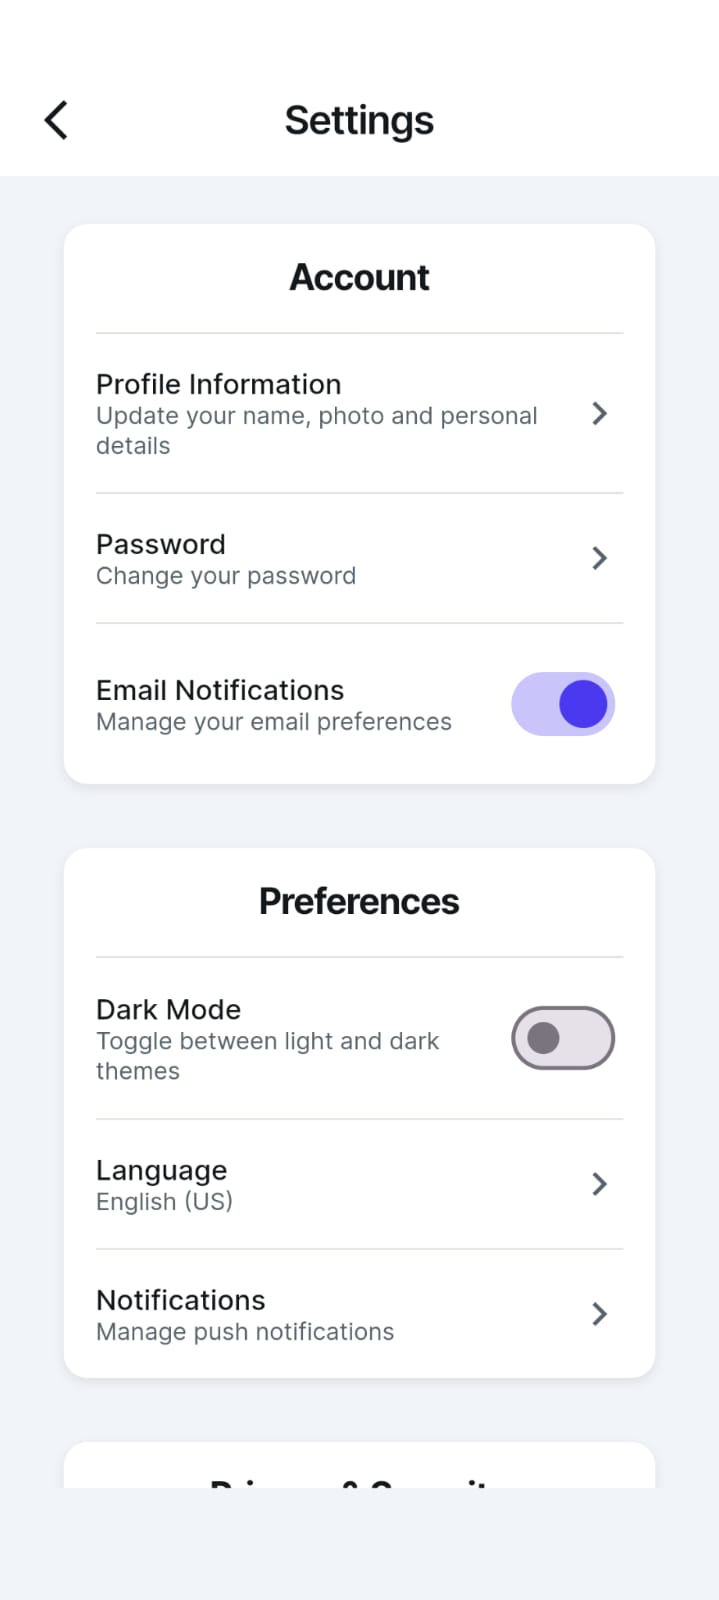 Settings
Account
Profile Information
Update your name, photo and personal
details
Password
Change your password
Email Notifications
Manage your email preferences
Preferences
Dark Mode
Toggle between light and dark
themes
Language
English (US)
Notifications
Manage push notifications